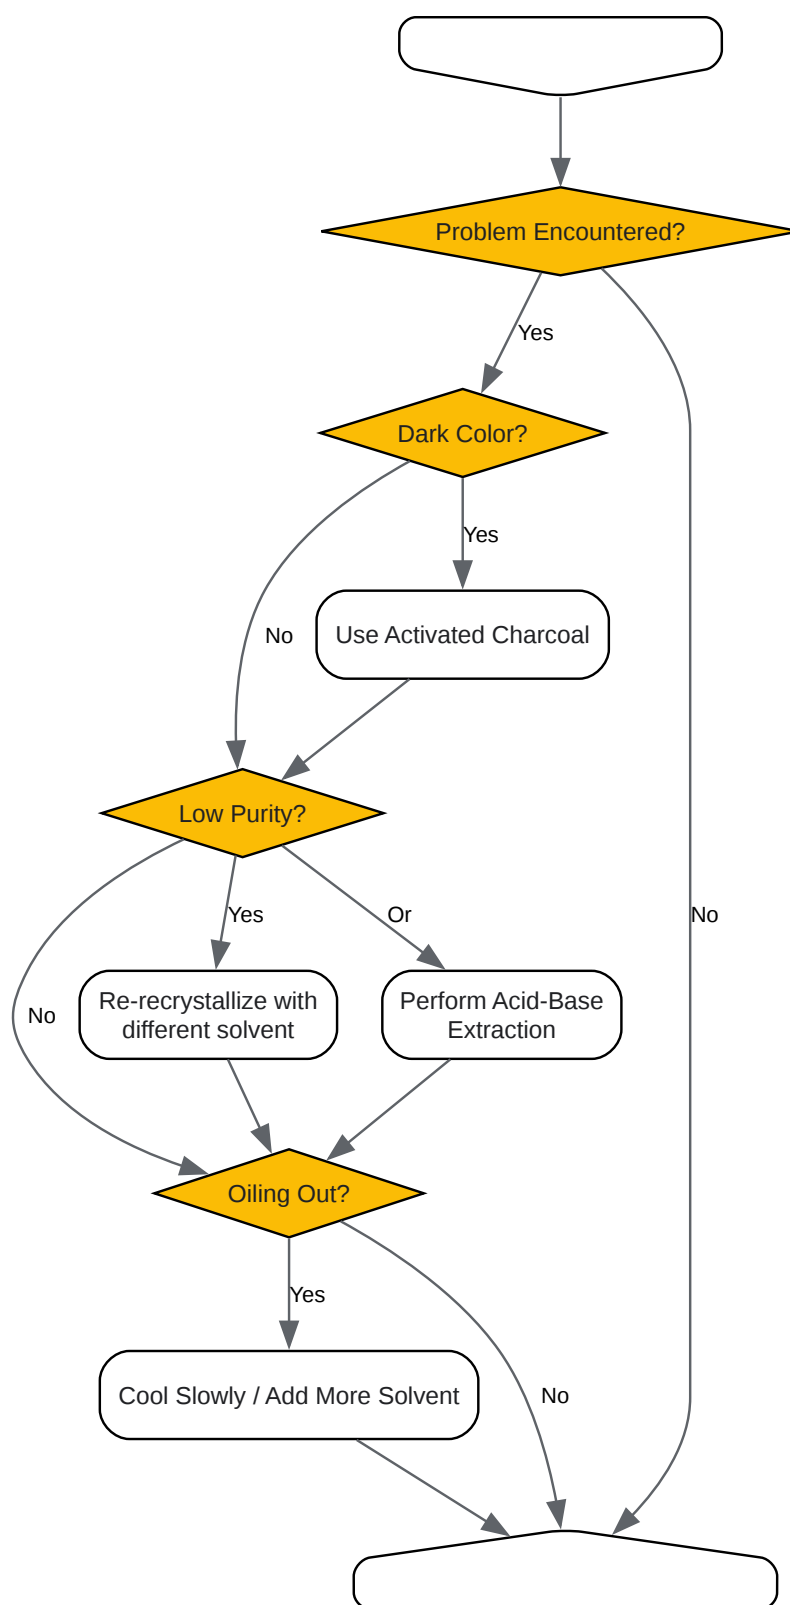 Problem Encountered?
Yes
Dark Color?
Yes
No
Use Activated Charcoal
Low Purity?
Yes
Or
No
Re-recrystallize with
different solvent
Perform Acid-Base
Extraction
No
Oiling Out?
Yes
Cool Slowly / Add More Solvent
No